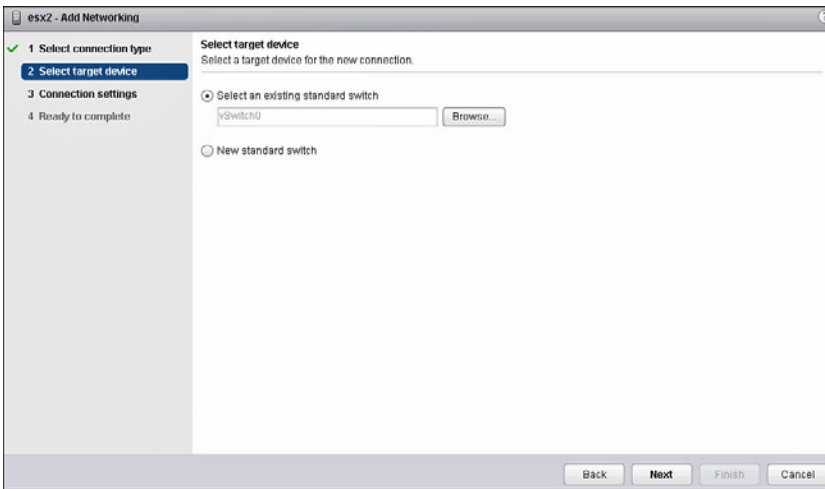 esx2 - Add Networking
1 Select connection type
2 Select target device
3 Connection settings
4 Ready to complete
Select target device
Select a target device for the new connection.
Select an existing standard switch
vSwitch0
Browse...
New standard switch
Back
Next
Finish
Cancel